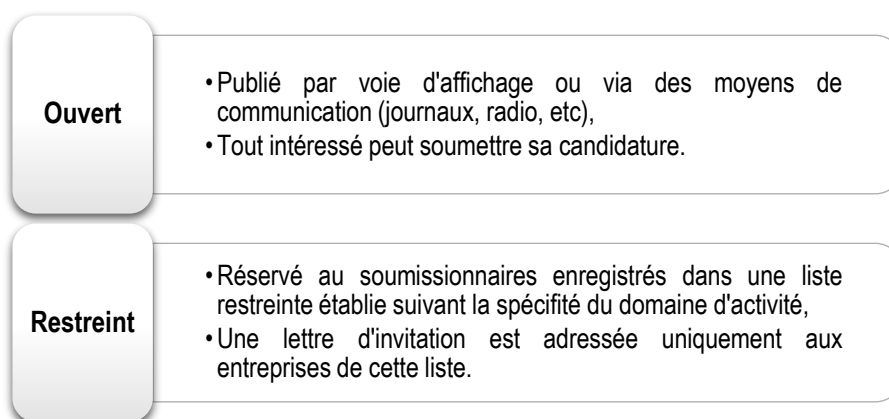 Ouvert
•Publié par voie d'affichage ou via des moyens de
communication (journaux, radio, etc),
•Tout intéressé peut soumettre sa candidature.
Restreint
•Réservé au soumissionnaires enregistrés dans une liste
restreinte établie suivant la spécifité du domaine d'activité,
•Une lettre d'invitation est adressée uniquement aux
entreprises de cette liste.